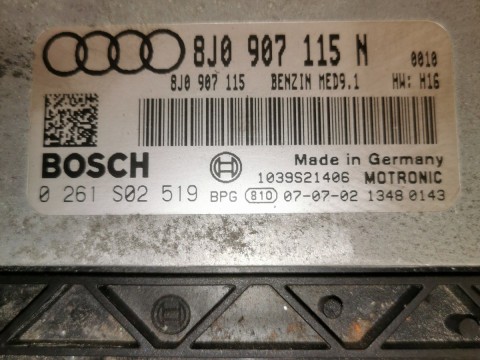 8J0 907 115 N 0010
8J0 907 115 BENZIN MED9.1 HW: H16
BOSCH Made in Germany
1039S21406 MOTRONIC
0 261 S02 519 BPG 810 07-07-02 1348 0143